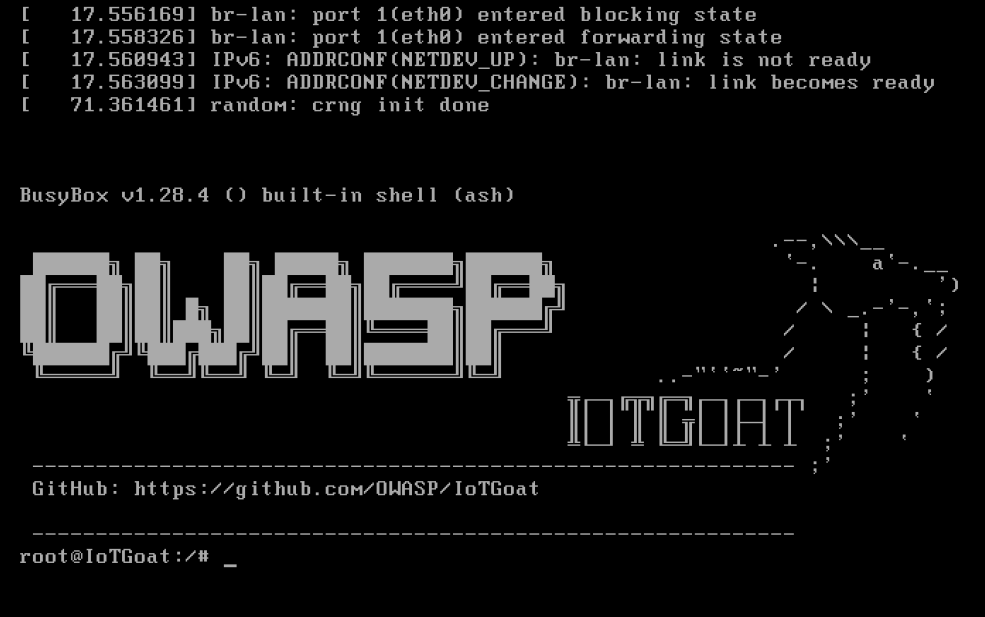 [   17.556169] br-lan: port 1(eth0) entered blocking state
[   17.558326] br-lan: port 1(eth0) entered forwarding state
[   17.560943] IPv6: ADDRCONF(NETDEV_UP): br-lan: link is not ready
[   17.563099] IPv6: ADDRCONF(NETDEV_CHANGE): br-lan: link becomes ready
[   71.361461] random: crng init done
BusyBox v1.28.4 () built-in shell (ash)
OWASP
IOTGOAT
GitHub: https://github.com/OWASP/IoTGoat
root@IoTGoat:/# _